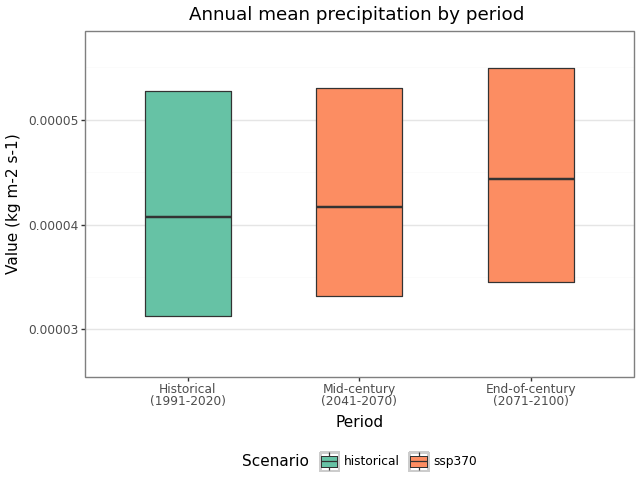 Annual mean precipitation by period
Value (kg m-2 s-1)
0.00005
0.00004
0.00003
Historical
(1991-2020)
Mid-century
(2041-2070)
End-of-century
(2071-2100)
Period
Scenario historical ssp370